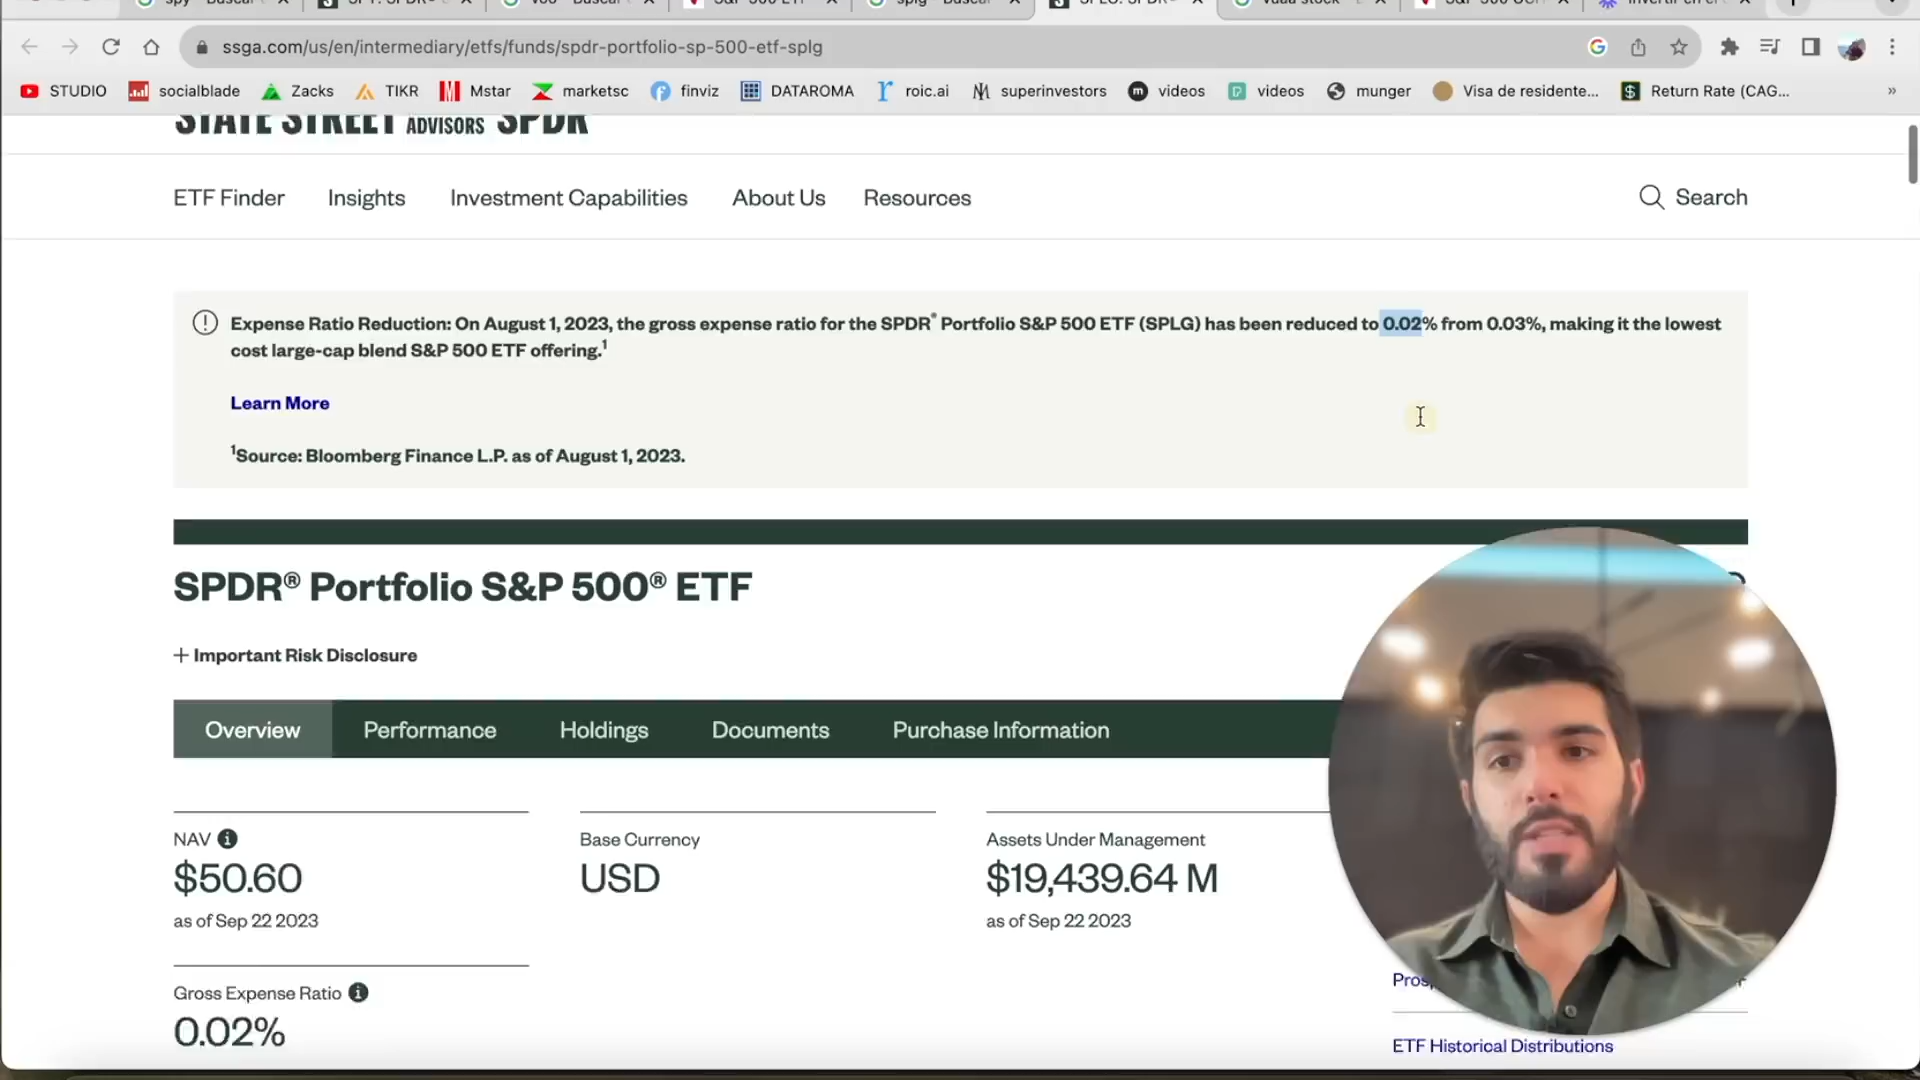 ssga.com/us/en/intermediary/etfs/funds/spdr-portfolio-sp-500-etf-splg
STUDIO socialblade Zacks TIKR Mstar marketsc finviz DATAROMA roic.ai superinvestors videos videos munger Visa de residente... Return Rate (CAG... »
STATE STREET ADVISORS SPDR
ETF Finder Insights Investment Capabilities About Us Resources Search
Expense Ratio Reduction: On August 1, 2023, the gross expense ratio for the SPDR® Portfolio S&P 500 ETF (SPLG) has been reduced to 0.02% from 0.03%, making it the lowest
cost large-cap blend S&P 500 ETF offering.1
Learn More
1Source: Bloomberg Finance L.P. as of August 1, 2023.
SPDR® Portfolio S&P 500® ETF
+ Important Risk Disclosure
Overview Performance Holdings Documents Purchase Information
NAV Base Currency Assets Under Management
$50.60 USD $19,439.64 M
as of Sep 22 2023 as of Sep 22 2023
Gross Expense Ratio
0.02%
ETF Historical Distributions